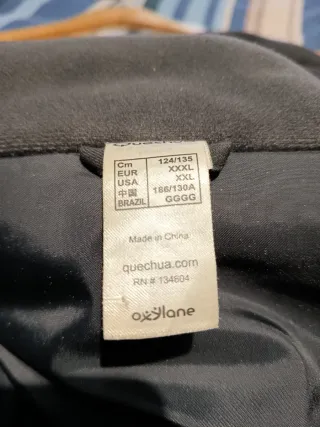 Quechua
Cm 124/135
EUR XXXL
USA XXL
中国 186/130A
BRAZIL GGGG
Made in China
quechua.com
RN # 134604
oxylane